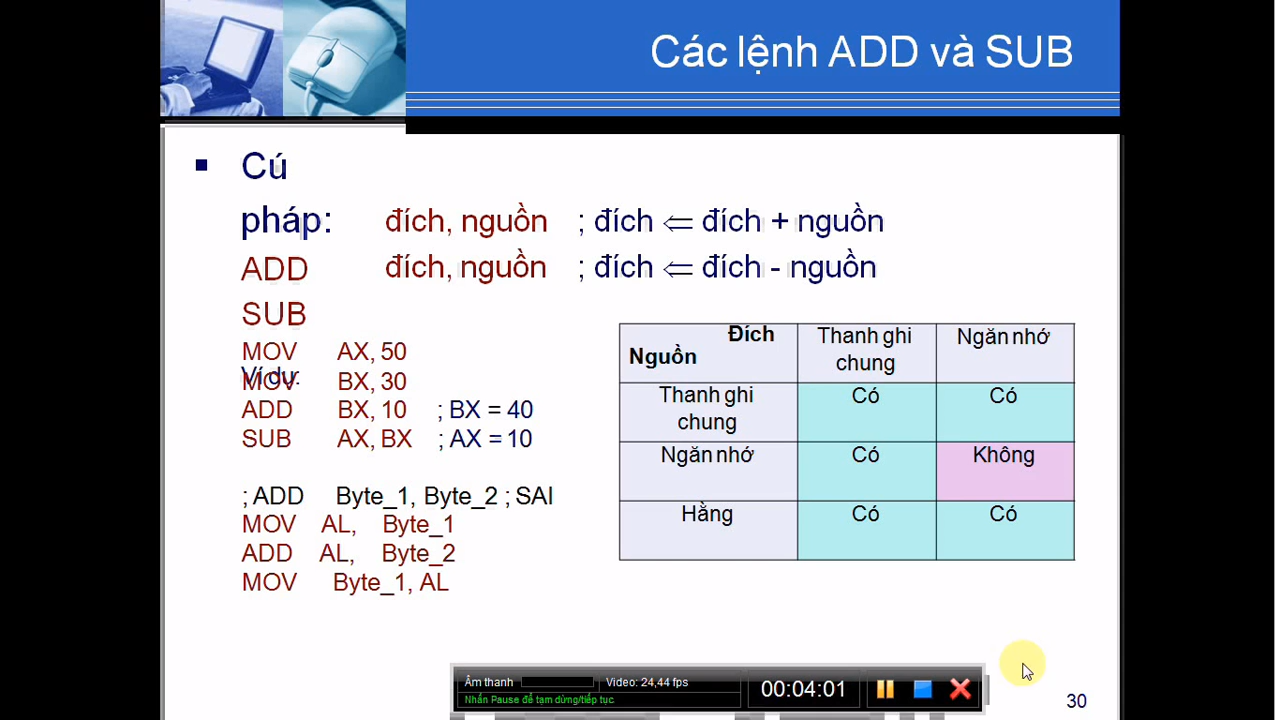 Các lệnh ADD và SUB
Cú
pháp: đích, nguồn ; đích ⇐ đích + nguồn
ADD đích, nguồn ; đích ⇐ đích - nguồn
SUB
Ví dụ:
MOV AX, 50
MOV BX, 30
ADD BX, 10 ; BX = 40
SUB AX, BX ; AX = 10
; ADD Byte_1, Byte_2 ; SAI
MOV AL, Byte_1
ADD AL, Byte_2
MOV Byte_1, AL
Đích Thanh ghi chung Ngăn nhớ
Nguồn
Thanh ghi chung Có Có
Ngăn nhớ Có Không
Hằng Có Có
Âm thanh Video: 24,44 fps
Nhấn Pause để tạm dừng/tiếp tục
00:04:01
30